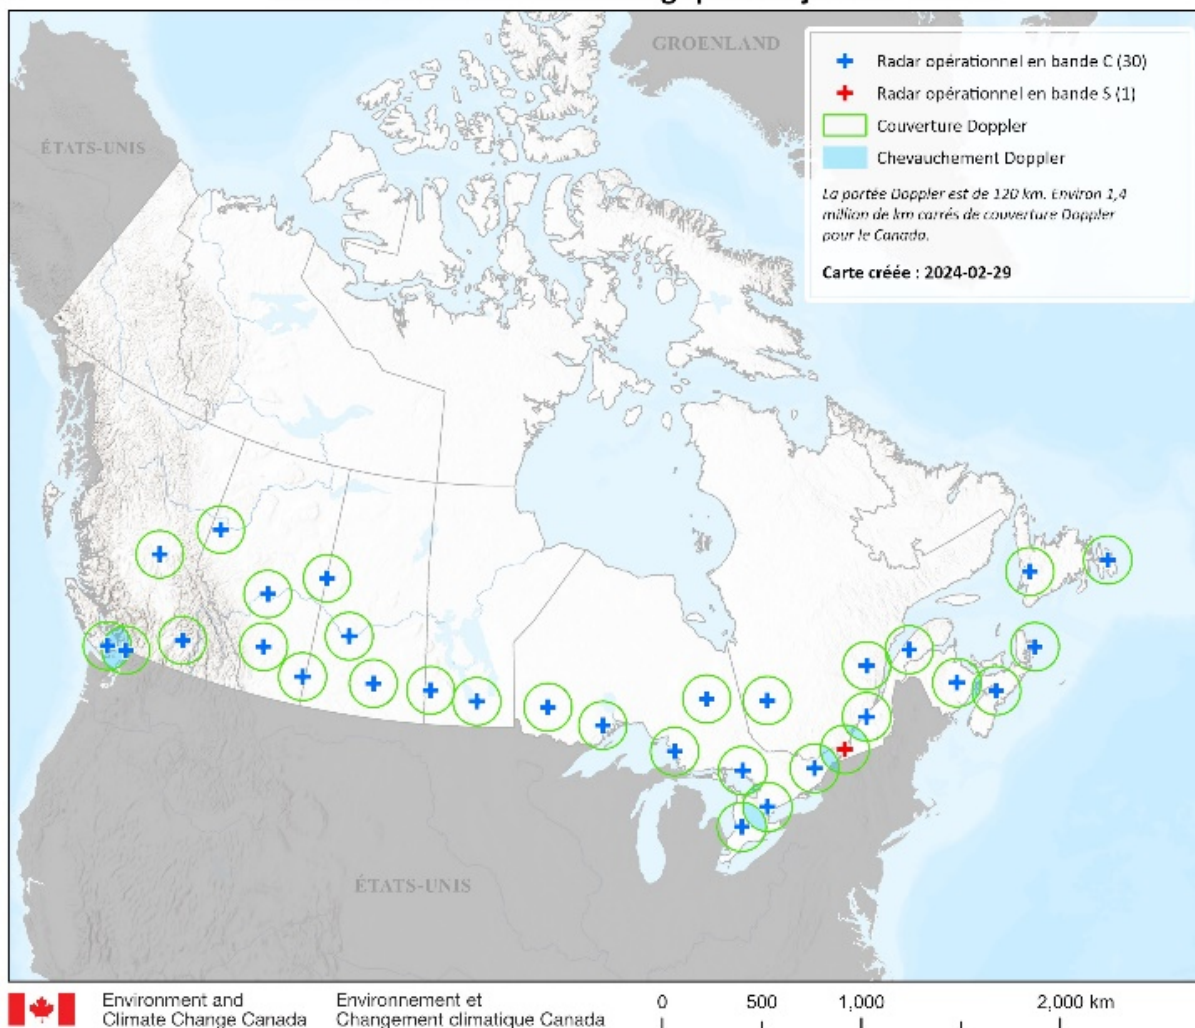 GROENLAND
ÉTATS-UNIS
Radar opérationnel en bande C (30)
Radar opérationnel en bande S (1)
Couverture Doppler
Chevauchement Doppler
La portée Doppler est de 120 km. Environ 1,4
million de km carrés de couverture Doppler
pour le Canada.
Carte créée : 2024-02-29
ÉTATS-UNIS
Environment and
Climate Change Canada
Environnement et
Changement climatique Canada
0 500 1,000 2,000 km